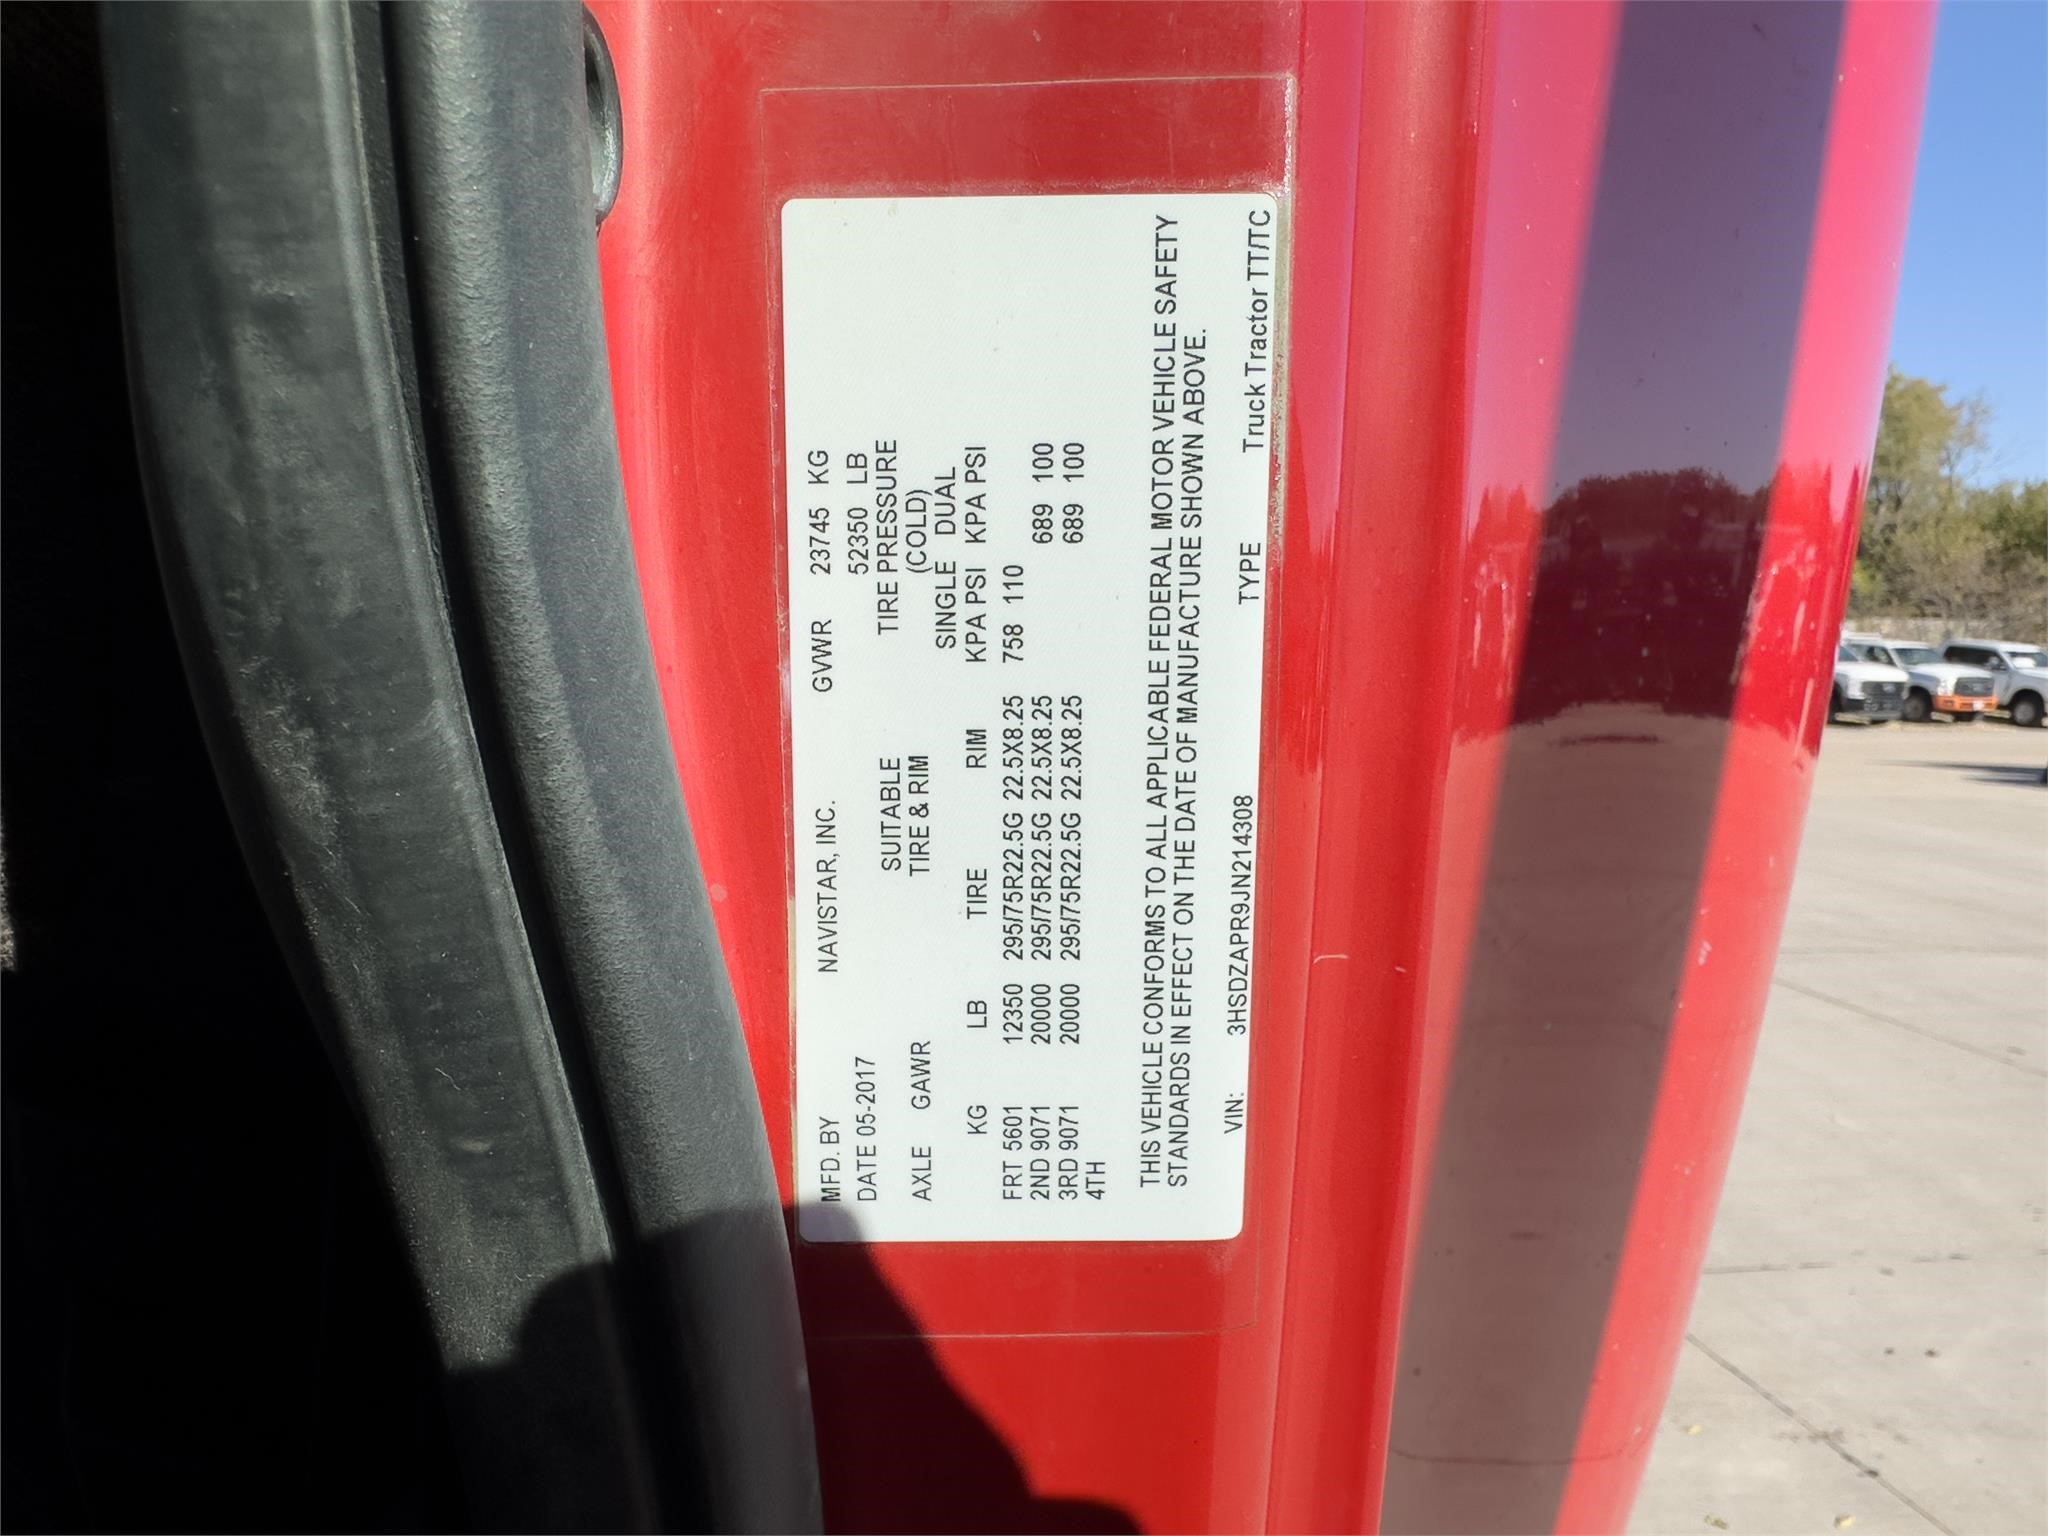 MFD. BY NAVISTAR, INC. GVWR 23745 KG
DATE 05-2017 52350 LB
SUITABLE TIRE PRESSURE
AXLE GAWR TIRE & RIM (COLD)
SINGLE DUAL
KG LB TIRE RIM KPA PSI KPA PSI
FRT 5601 12350 295/75R22.5G 22.5X8.25 758 110
2ND 9071 20000 295/75R22.5G 22.5X8.25 689 100
3RD 9071 20000 295/75R22.5G 22.5X8.25 689 100
4TH
THIS VEHICLE CONFORMS TO ALL APPLICABLE FEDERAL MOTOR VEHICLE SAFETY
STANDARDS IN EFFECT ON THE DATE OF MANUFACTURE SHOWN ABOVE.
VIN: 3HSDZAPR9JN214308 TYPE Truck Tractor TT/TC